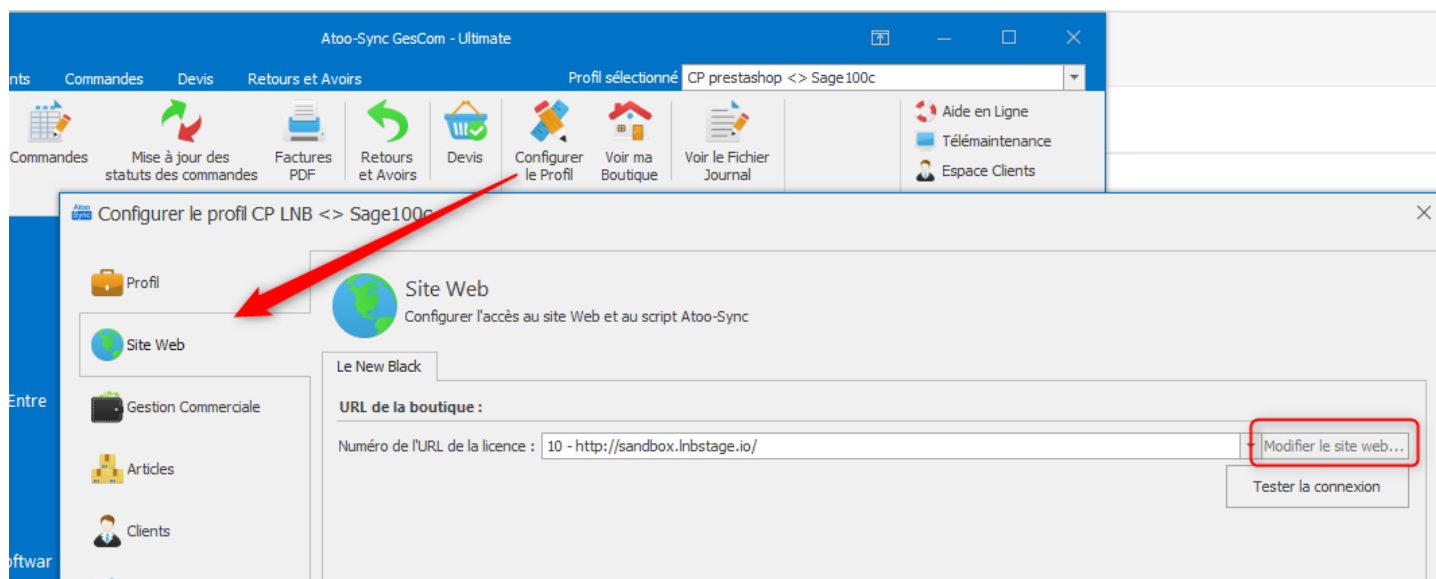 Atoo-Sync GesCom - Ultimate
nts Commandes Devis Retours et Avoirs Profil sélectionné CP prestashop <> Sage100c
Commandes
Mise à jour des
statuts des commandes
Factures
PDF
Retours
et Avoirs
Devis
Configurer
le Profil
Voir ma
Boutique
Voir le Fichier
Journal
Aide en Ligne
Télémaintenance
Espace Clients
Atoo
Sync
Configurer le profil CP LNB <> Sage100c
Profil
Site Web
Gestion Commerciale
Articles
Clients
Entre
oftwar
Site Web
Configurer l'accès au site Web et au script Atoo-Sync
Le New Black
URL de la boutique :
Numéro de l'URL de la licence : 10 - http://sandbox.lnbstage.io/ Modifier le site web...
Tester la connexion